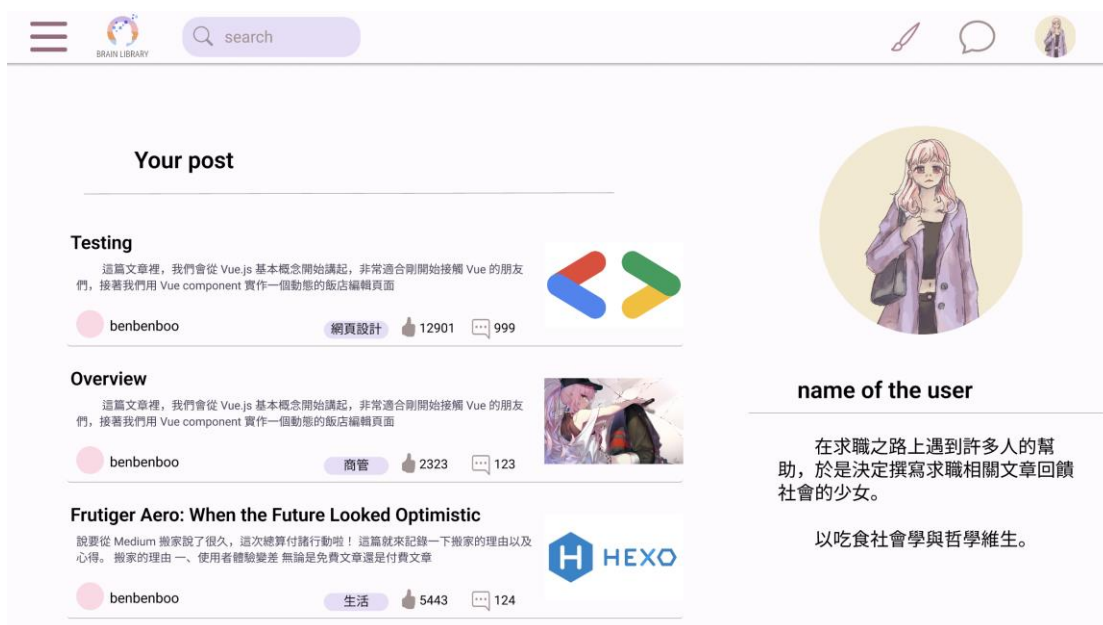 BRAIN LIBRARY
search
Your post
Testing
這篇文章裡，我們會從 Vue.js 基本概念開始講起，非常適合剛開始接觸 Vue 的朋友
們，接著我們用 Vue component 實作一個動態的飯店編輯頁面
benbenboo
網頁設計
12901
999
Overview
這篇文章裡，我們會從 Vue.js 基本概念開始講起，非常適合剛開始接觸 Vue 的朋友
們，接著我們用 Vue component 實作一個動態的飯店編輯頁面
benbenboo
商管
2323
123
Frutiger Aero: When the Future Looked Optimistic
說要從 Medium 搬家說了很久，這次總算付諸行動啦！ 這篇就來記錄一下搬家的理由以及
心得。 搬家的理由 一、使用者體驗變差 無論是免費文章還是付費文章
HEXO
benbenboo
生活
5443
124
name of the user
在求職之路上遇到許多人的幫
助，於是決定撰寫求職相關文章回饋
社會的少女。
以吃食社會學與哲學維生。